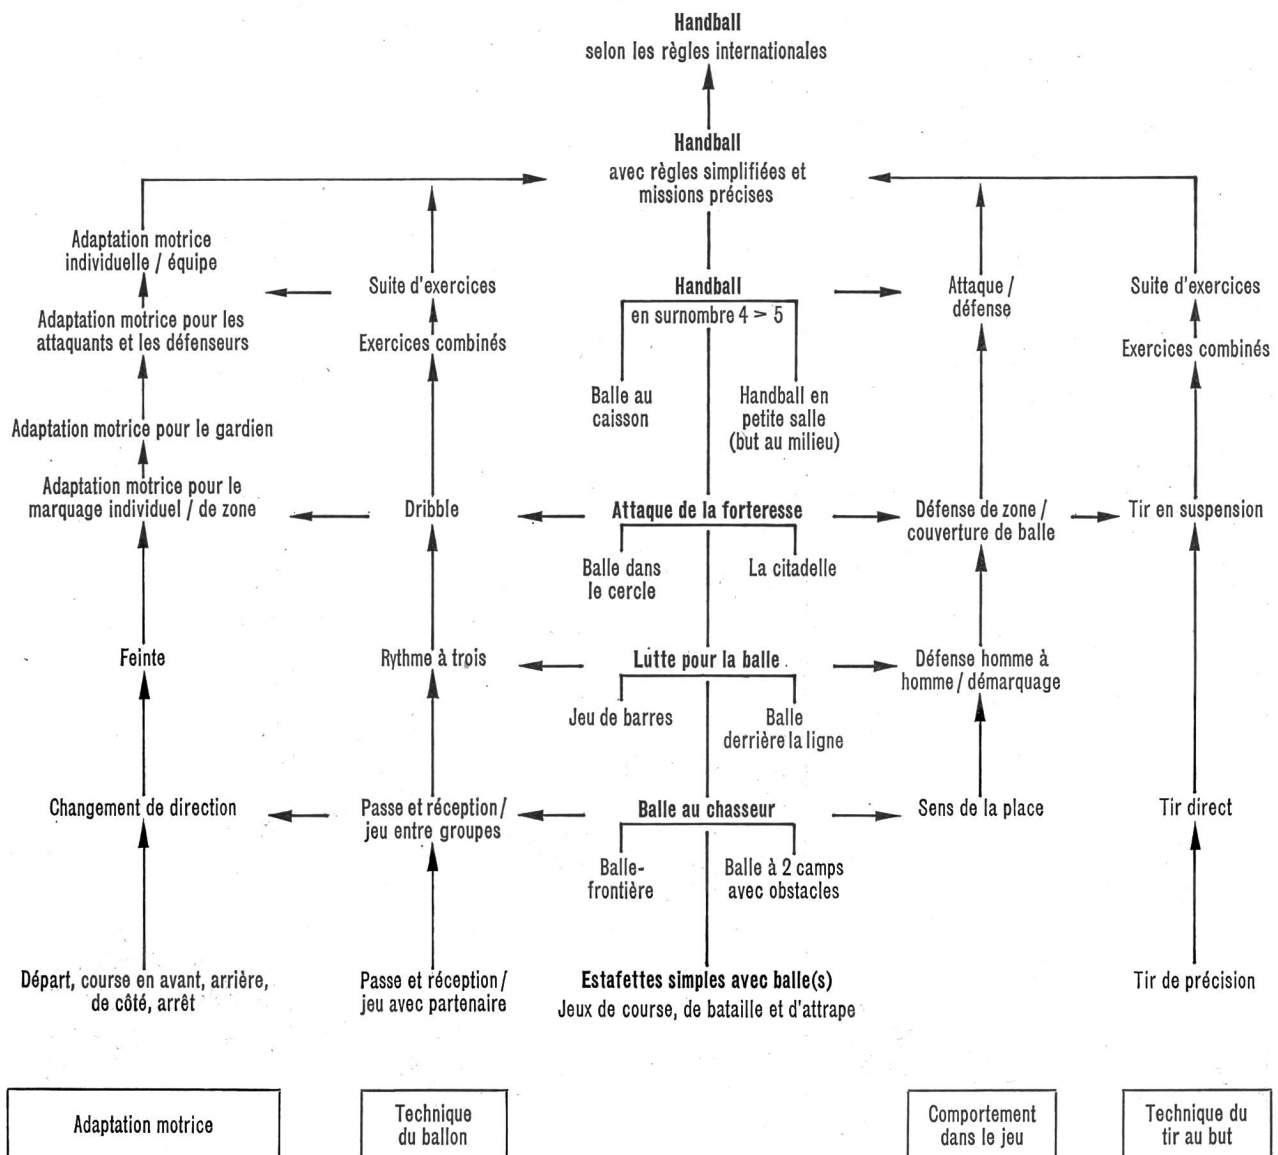 Handball
selon les règles internationales
Handball
avec règles simplifiées et
missions précises
Adaptation motrice
individuelle / équipe
Suite d'exercices
Handball
en surnombre 4 > 5
Attaque /
défense
Suite d'exercices
Adaptation motrice pour les
attaquants et les défenseurs
Exercices combinés
Exercices combinés
Balle au
caisson
Handball en
petite salle
(but au milieu)
Adaptation motrice pour le gardien
Adaptation motrice pour le
marquage individuel / de zone
Dribble
Attaque de la forteresse
Défense de zone /
couverture de balle
Tir en suspension
Balle dans
le cercle
La citadelle
Feinte
Rythme à trois
Lutte pour la balle
Défense homme à
homme / démarquage
Jeu de barres
Balle
derrière la ligne
Changement de direction
Passe et réception /
jeu entre groupes
Balle au chasseur
Sens de la place
Tir direct
Balle-
frontière
Balle à 2 camps
avec obstacles
Départ, course en avant, arrière,
de côté, arrêt
Passe et réception /
jeu avec partenaire
Estafettes simples avec balle(s)
Jeux de course, de bataille et d'attrape
Tir de précision
Adaptation motrice
Technique
du ballon
Comportement
dans le jeu
Technique du
tir au but